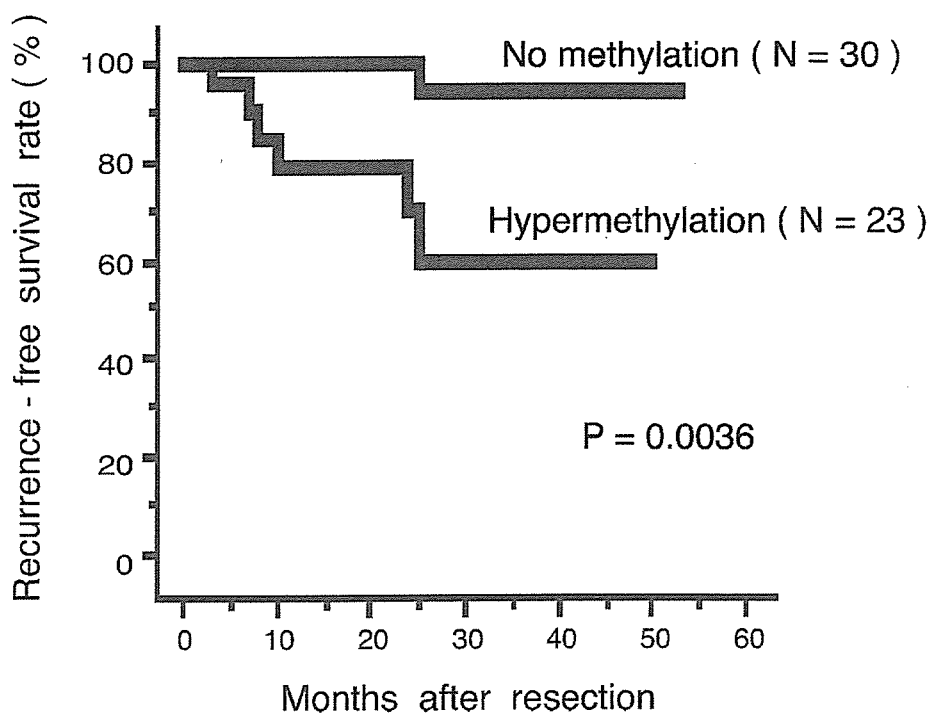 Recurrence - free survival rate ( % )
100
80
60
40
20
0
No methylation ( N = 30 )
Hypermethylation ( N = 23 )
P = 0.0036
0 10 20 30 40 50 60
Months after resection